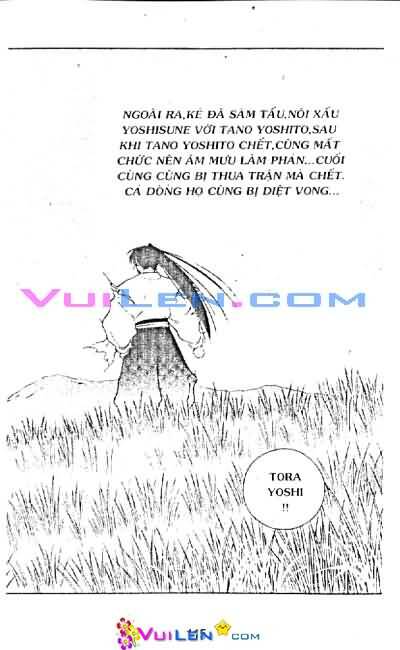 NGOÀI RA,KẺ ĐÃ SÀM TẤU,NÓI XẤU
YOSHISUNE VỚI TANO YOSHITO,SAU
KHI TANO YOSHITO CHẾT,CŨNG MẤT
CHỨC NÊN ÂM MƯU LÀM PHẢN...CUỐI
CÙNG CŨNG BỊ THUA TRẬN MÀ CHẾT.
CẢ DÒNG HỌ CŨNG BỊ DIỆT VONG...
VUILEN.COM
TORA
YOSHI
!!
VUILEN
.COM